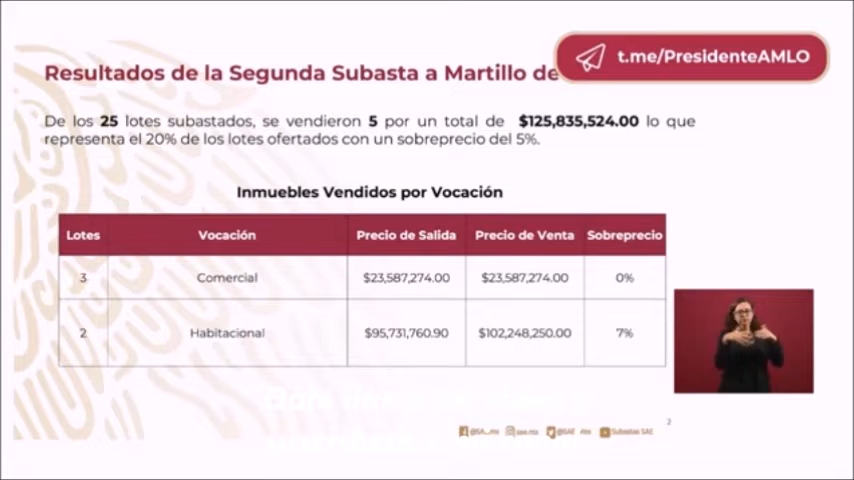 t.me/PresidenteAMLO
Resultados de la Segunda Subasta a Martillo de
De los 25 lotes subastados, se vendieron 5 por un total de $125,835,524.00 lo que
representa el 20% de los lotes ofertados con un sobreprecio del 5%.
Inmuebles Vendidos por Vocación
Lotes Vocación Precio de Salida Precio de Venta Sobreprecio
3 Comercial $23,587,274.00 $23,587,274.00 0%
2 Habitacional $95,731,760.90 $102,248,250.00 7%
2
Subastas SAE